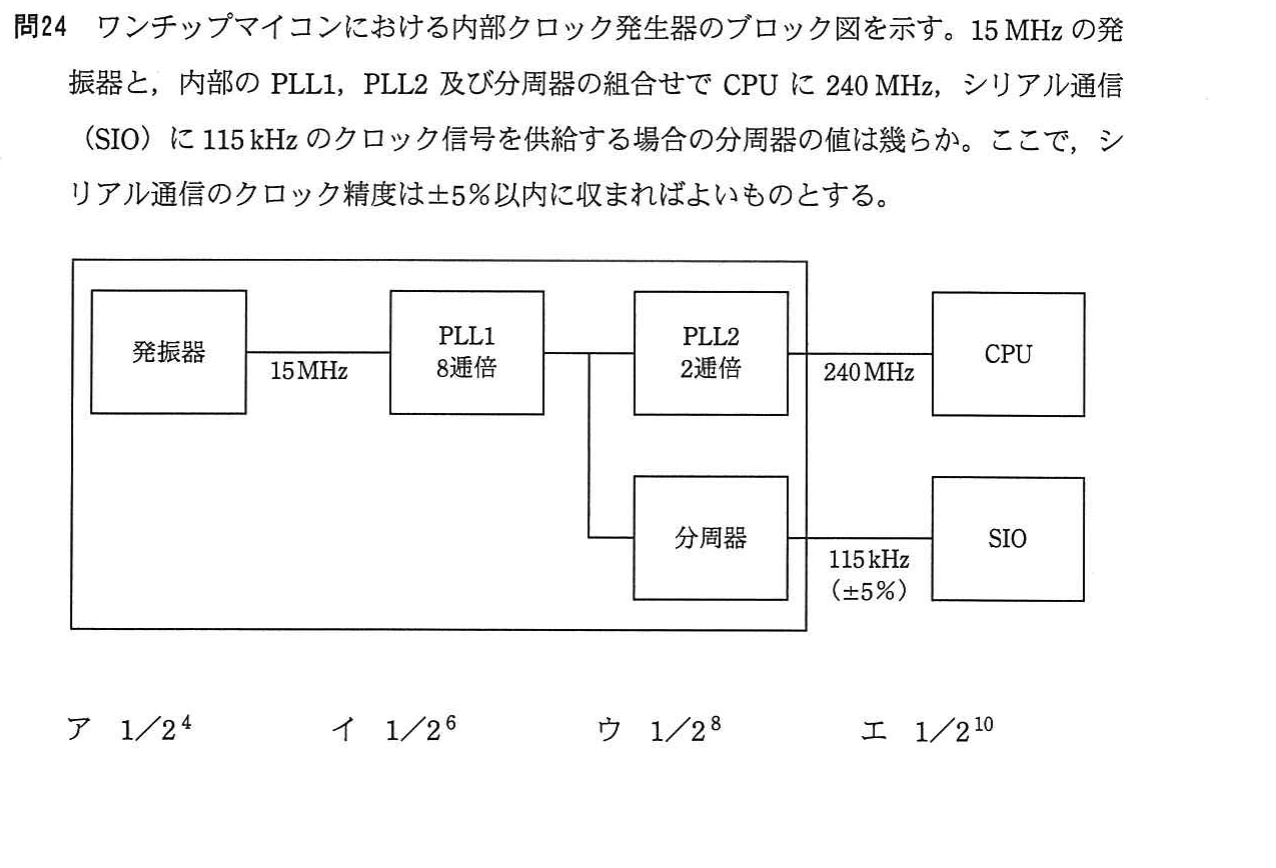 問24 ワンチップマイコンにおける内部クロック発生器のブロック図を示す。15 MHz の発
振器と，内部の PLL1，PLL2 及び分周器の組合せで CPU に 240 MHz，シリアル通信
（SIO）に 115 kHz のクロック信号を供給する場合の分周器の値は幾らか。ここで，シ
リアル通信のクロック精度は±5％以内に収まればよいものとする。
発振器
15 MHz
PLL1
8逓倍
PLL2
2逓倍
240 MHz
CPU
分周器
115 kHz
（±5％）
SIO
ア 1／2⁴ イ 1／2⁶ ウ 1／2⁸ エ 1／2¹⁰